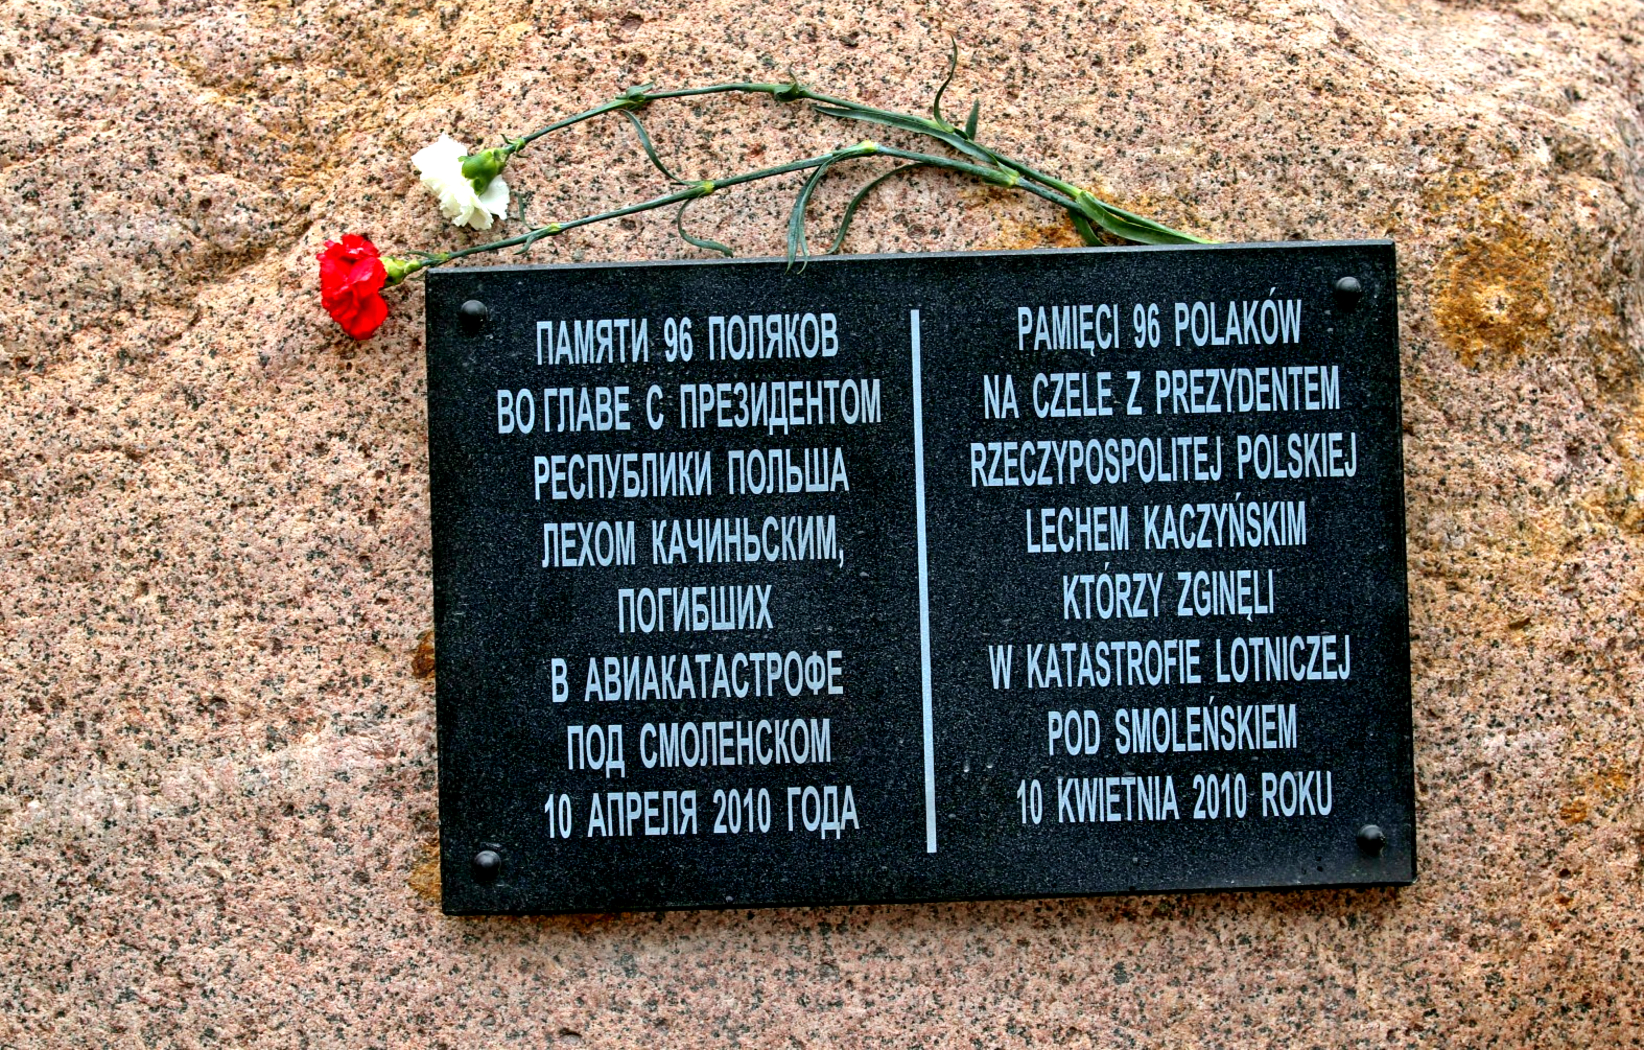 ПАМЯТИ 96 ПОЛЯКОВ
ВО ГЛАВЕ С ПРЕЗИДЕНТОМ
РЕСПУБЛИКИ ПОЛЬША
ЛЕХОМ КАЧИНЬСКИМ,
ПОГИБШИХ
В АВИАКАТАСТРОФЕ
ПОД СМОЛЕНСКОМ
10 АПРЕЛЯ 2010 ГОДА
PAMIĘCI 96 POLAKÓW
NA CZELE Z PREZYDENTEM
RZECZYPOSPOLITEJ POLSKIEJ
LECHEM KACZYŃSKIM
KTÓRZY ZGINĘLI
W KATASTROFIE LOTNICZEJ
POD SMOLEŃSKIEM
10 KWIETNIA 2010 ROKU